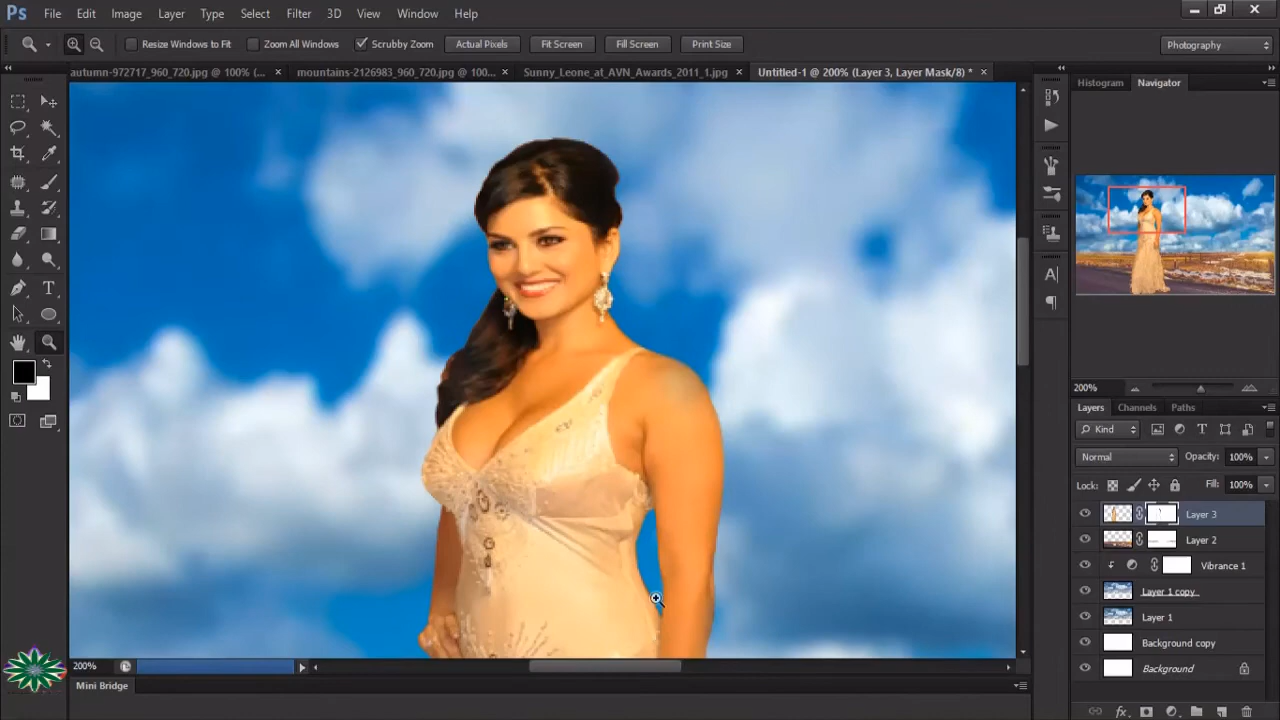 Ps File Edit Image Layer Type Select Filter 3D View Window Help
Resize Windows to Fit Zoom All Windows Scrubby Zoom Actual Pixels Fit Screen Fill Screen Print Size Photography
autumn-972717_960_720.jpg @ 100% (... × mountains-2126983_960_720.jpg @ 100... × Sunny_Leone_at_AVN_Awards_2011_1.jpg × Untitled-1 @ 200% (Layer 3, Layer Mask/8) * ×
Histogram Navigator
200%
Layers Channels Paths
Kind
Normal Opacity: 100%
Lock: Fill: 100%
Layer 3
Layer 2
Vibrance 1
Layer 1 copy
Layer 1
Background copy
Background
200%
Mini Bridge